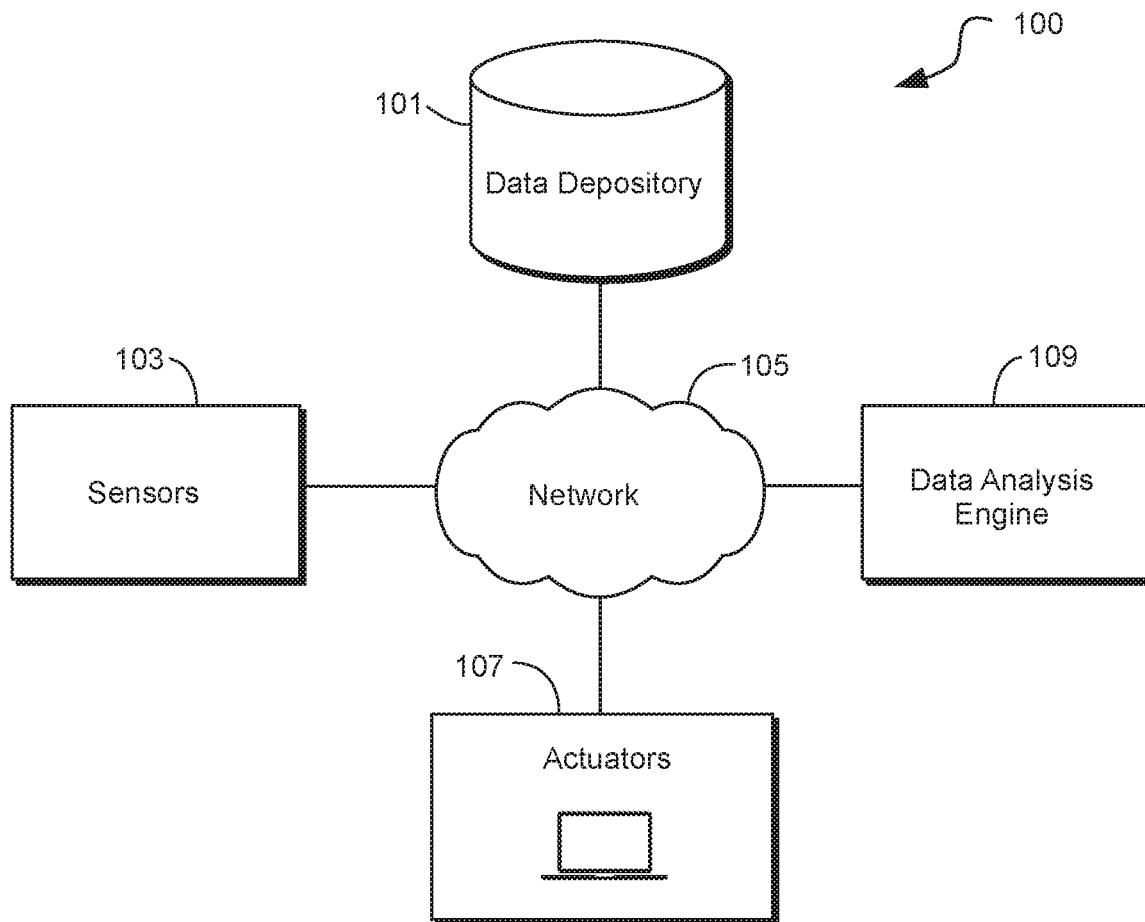 100
101
Data Depository
103
105
109
Sensors
Network
Data Analysis
Engine
107
Actuators